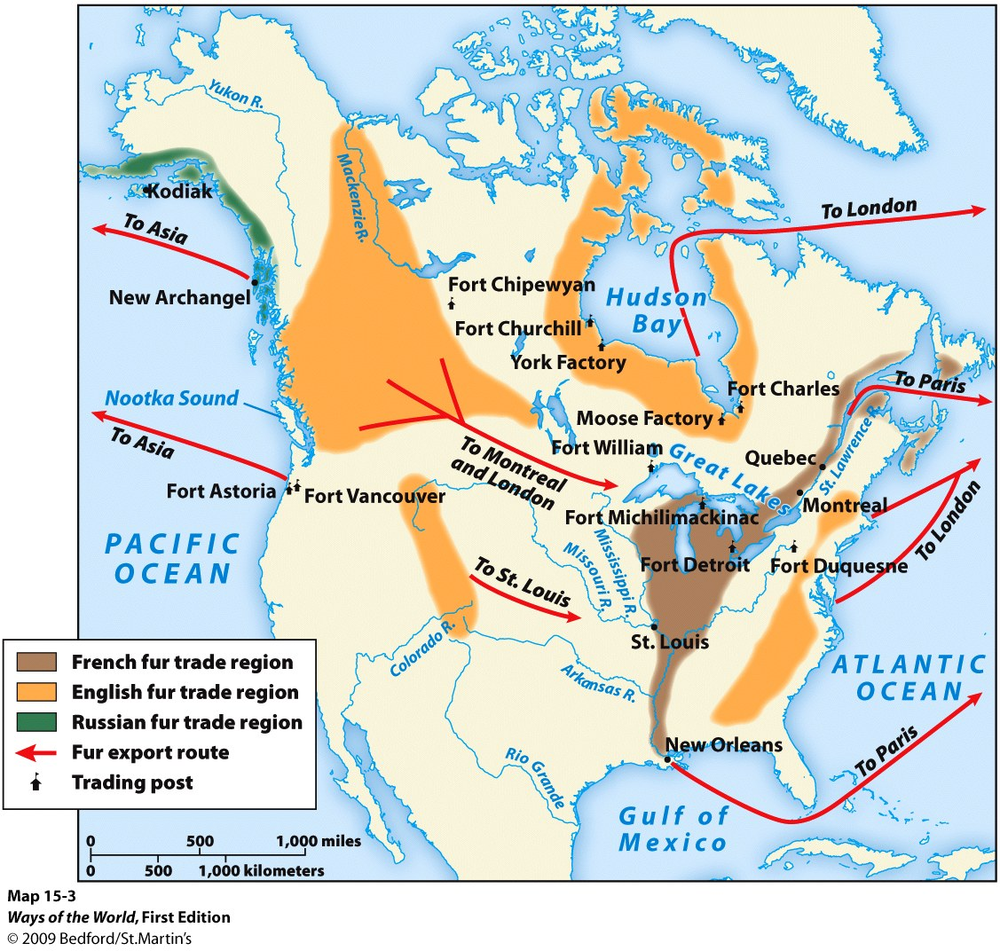 Yukon R.
Mackenzie R.
Kodiak
To Asia
New Archangel
To London
Fort Chipewyan
Hudson
Bay
Fort Churchill
York Factory
To Paris
Fort Charles
Nootka Sound
Moose Factory
To Asia
To Montreal
and London
Fort William
Great Lakes
Quebec
St. Lawrence R.
Fort Astoria
Fort Vancouver
Montreal
Fort Michilimackinac
To London
PACIFIC
OCEAN
Mississippi R.
Missouri R.
Fort Detroit
Fort Duquesne
To St. Louis
St. Louis
Colorado R.
Arkansas R.
ATLANTIC
OCEAN
New Orleans
To Paris
Rio Grande
Gulf of
Mexico
French fur trade region
English fur trade region
Russian fur trade region
Fur export route
Trading post
0 500 1,000 miles
0 500 1,000 kilometers
Map 15-3
Ways of the World, First Edition
© 2009 Bedford/St.Martin's